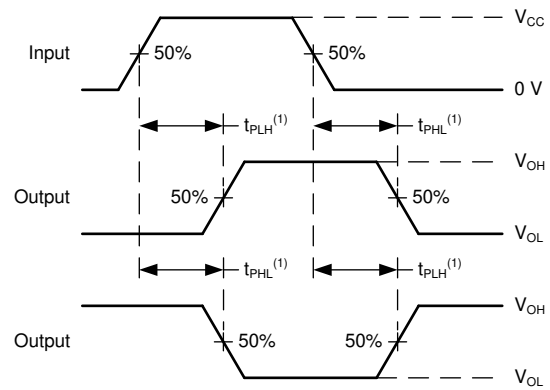 V_CC
Input 50% 50%
0 V
t_PLH^(1) t_PHL^(1)
V_OH
Output 50% 50%
V_OL
t_PHL^(1) t_PLH^(1)
V_OH
Output 50% 50%
V_OL